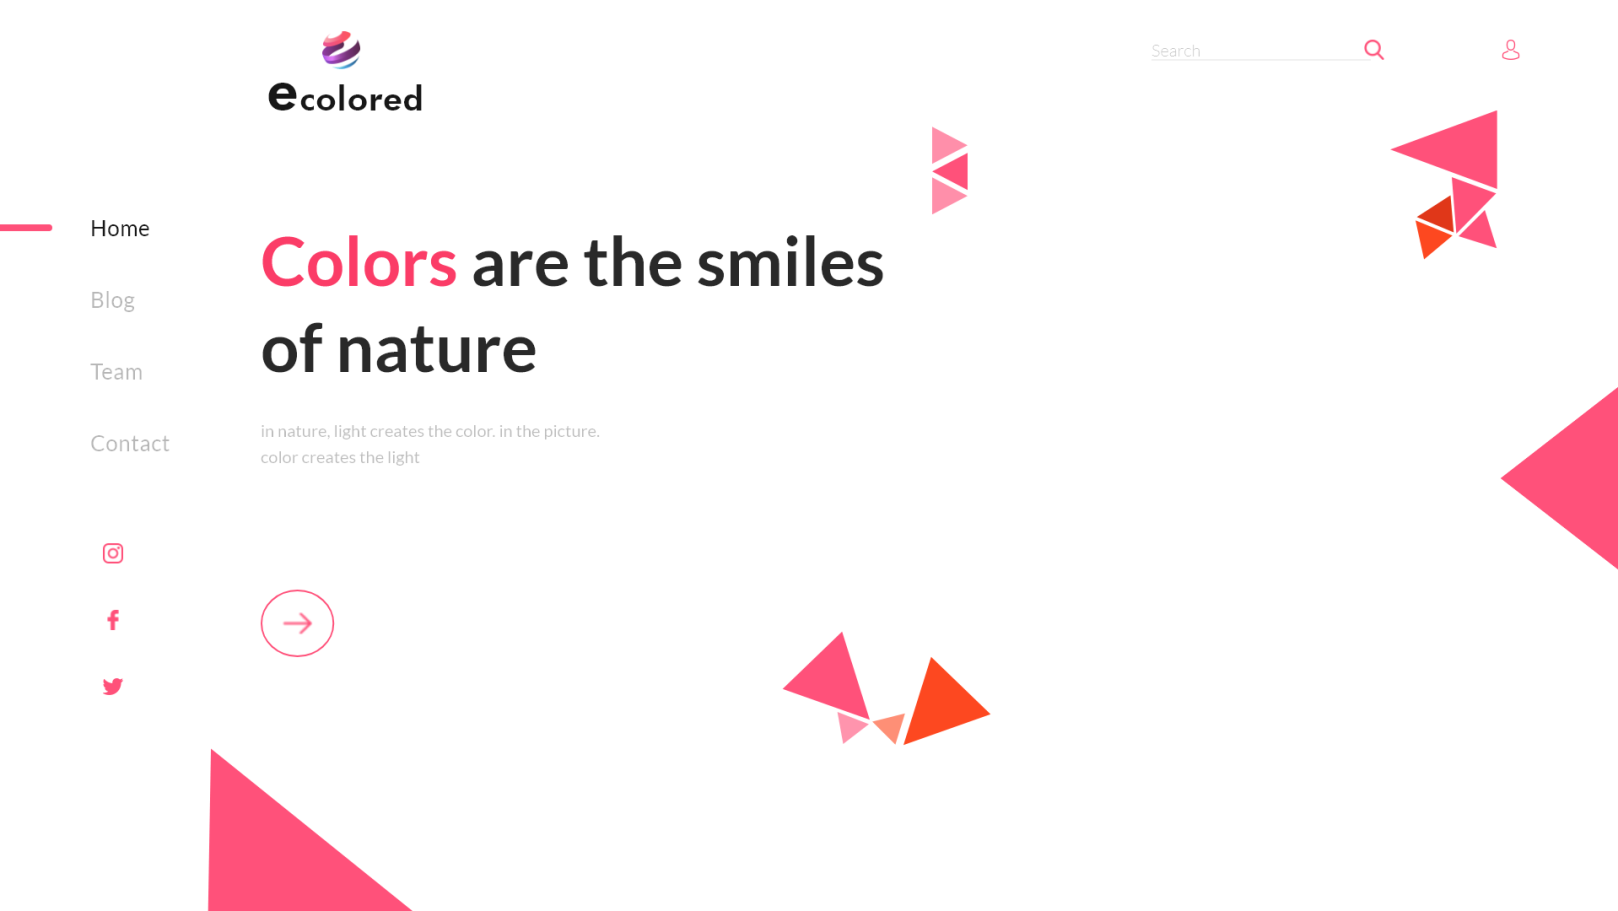 ecolored
Search
Home
Blog
Team
Contact
Colors are the smiles
of nature
in nature, light creates the color. in the picture.
color creates the light